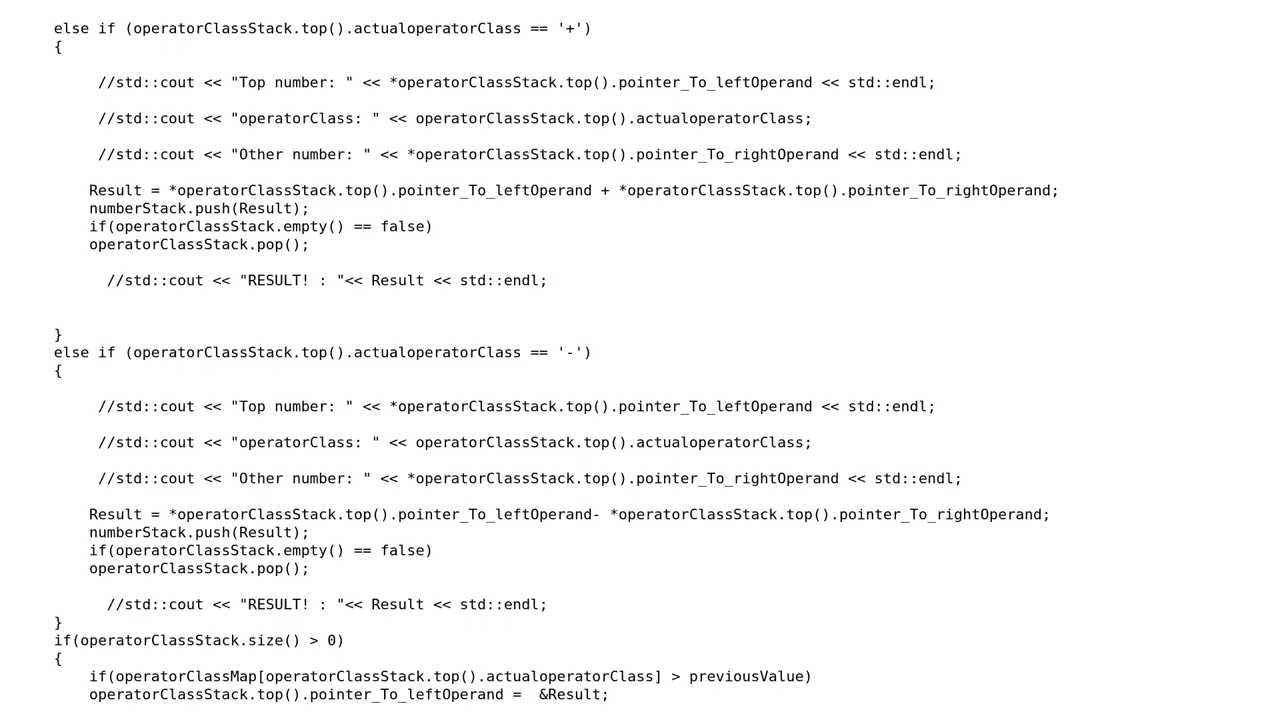 else if (operatorClassStack.top().actualoperatorClass == '+')
{
//std::cout << "Top number: " << *operatorClassStack.top().pointer_To_leftOperand << std::endl;
//std::cout << "operatorClass: " << operatorClassStack.top().actualoperatorClass;
//std::cout << "Other number: " << *operatorClassStack.top().pointer_To_rightOperand << std::endl;
Result = *operatorClassStack.top().pointer_To_leftOperand + *operatorClassStack.top().pointer_To_rightOperand;
numberStack.push(Result);
if(operatorClassStack.empty() == false)
operatorClassStack.pop();
//std::cout << "RESULT! : "<< Result << std::endl;
}
else if (operatorClassStack.top().actualoperatorClass == '-')
{
//std::cout << "Top number: " << *operatorClassStack.top().pointer_To_leftOperand << std::endl;
//std::cout << "operatorClass: " << operatorClassStack.top().actualoperatorClass;
//std::cout << "Other number: " << *operatorClassStack.top().pointer_To_rightOperand << std::endl;
Result = *operatorClassStack.top().pointer_To_leftOperand- *operatorClassStack.top().pointer_To_rightOperand;
numberStack.push(Result);
if(operatorClassStack.empty() == false)
operatorClassStack.pop();
//std::cout << "RESULT! : "<< Result << std::endl;
}
if(operatorClassStack.size() > 0)
{
if(operatorClassMap[operatorClassStack.top().actualoperatorClass] > previousValue)
operatorClassStack.top().pointer_To_leftOperand =  &Result;